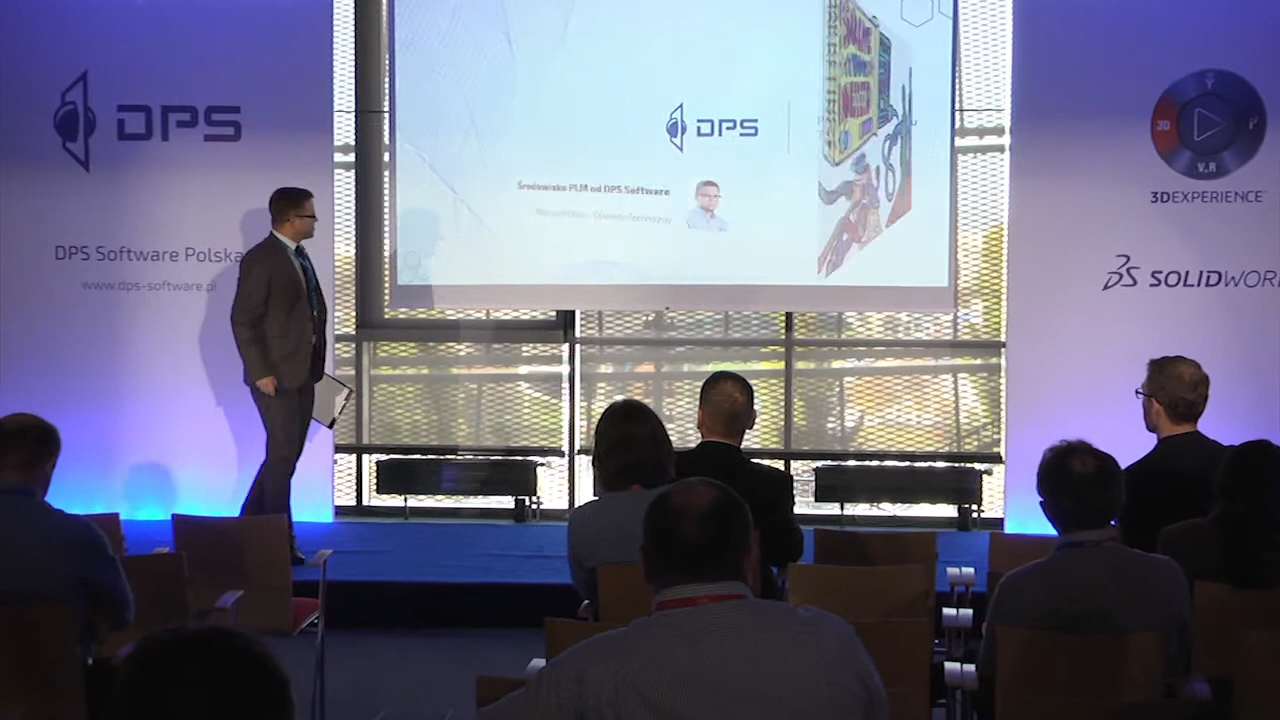 DPS
DPS Software Polska
www.dps-software.pl
DPS
Środowisko PLM od DPS Software
3D
V.R
3DEXPERIENCE
SOLIDWOR